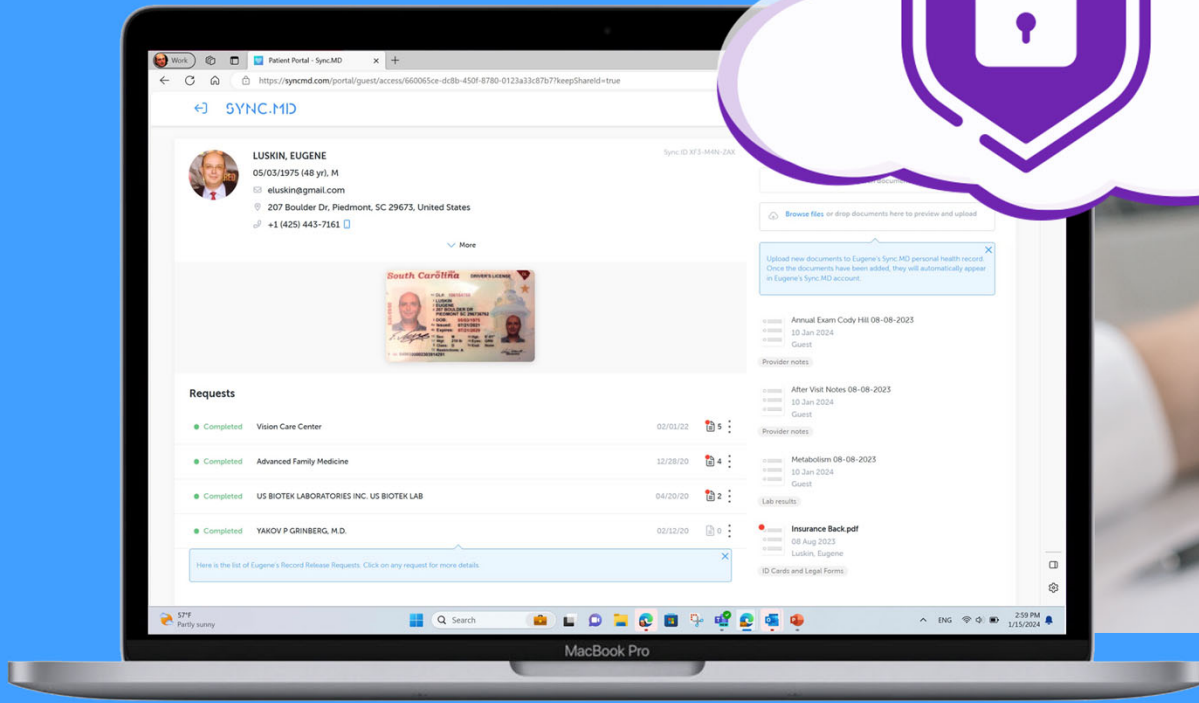 Work
Patient Portal - Sync.MD
https://syncmd.com/portal/guest/access/660065ce-dc8b-450f-8780-0123a33c87b7?keepShareId=true
SYNC.MD
LUSKIN, EUGENE
Sync.ID XF3-M4N-2AX
05/03/1975 (48 yr), M
eluskin@gmail.com
207 Boulder Dr, Piedmont, SC 29673, United States
+1 (425) 443-7161
More
South Carolina DRIVER'S LICENSE
LUSKIN
EUGENE
207 BOULDER DR
Requests
Completed Vision Care Center 02/01/22 5
Completed Advanced Family Medicine 12/28/20 4
Completed US BIOTEK LABORATORIES INC. US BIOTEK LAB 04/20/20 2
Completed YAKOV P GRINBERG, M.D. 02/12/20 0
Here is the list of Eugene's Record Release Requests. Click on any request for more details.
Browse files or drop documents here to preview and upload
Upload new documents to Eugene's Sync.MD personal health record.
Once the documents have been added, they will automatically appear
in Eugene's Sync.MD account.
Annual Exam Cody Hill 08-08-2023
10 Jan 2024
Guest
Provider notes
After Visit Notes 08-08-2023
10 Jan 2024
Guest
Provider notes
Metabolism 08-08-2023
10 Jan 2024
Guest
Lab results
Insurance Back.pdf
08 Aug 2023
Luskin, Eugene
ID Cards and Legal Forms
57°F
Partly sunny
Search
ENG
2:59 PM
1/15/2024
MacBook Pro